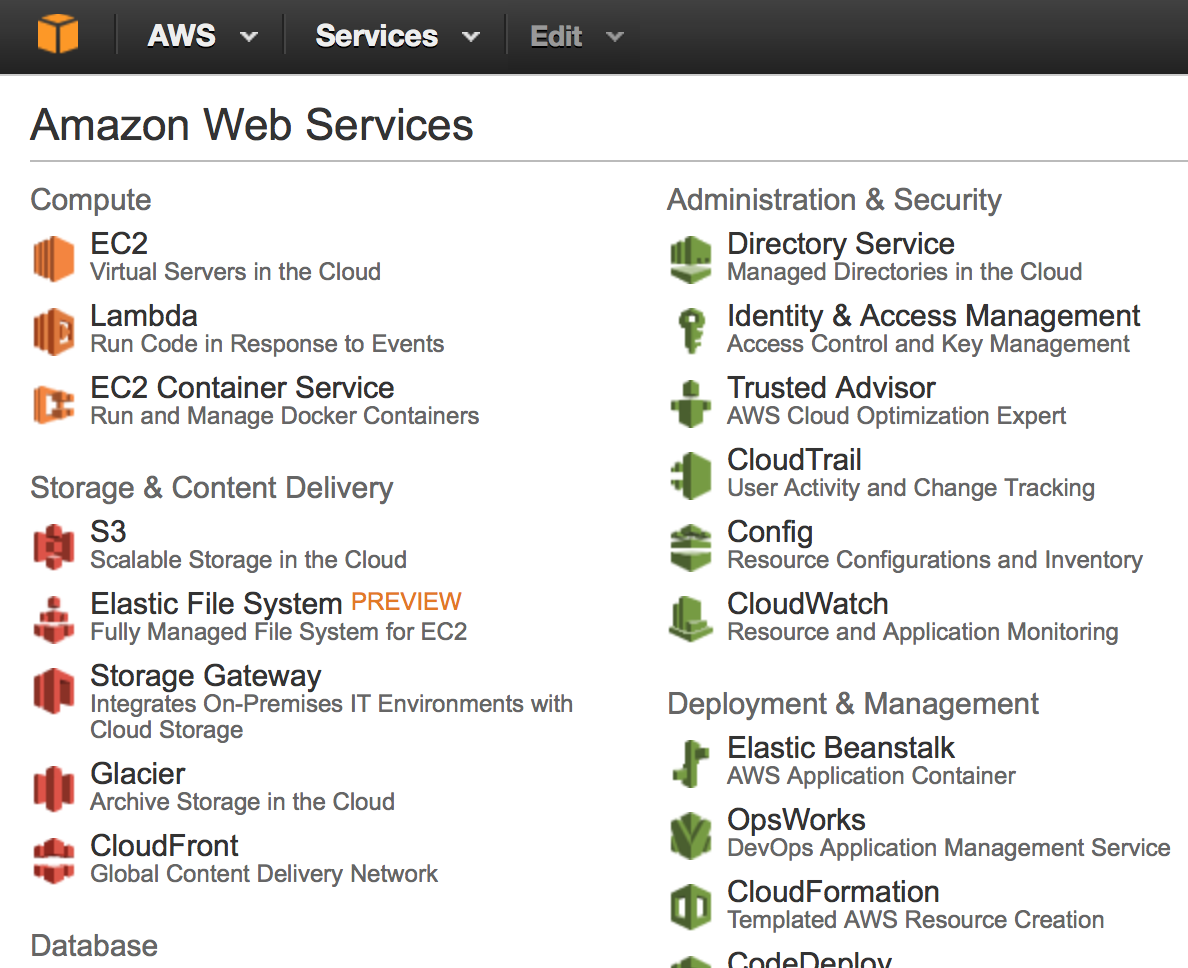 AWS
Services
Edit
Amazon Web Services
Compute
EC2
Virtual Servers in the Cloud
Lambda
Run Code in Response to Events
EC2 Container Service
Run and Manage Docker Containers
Storage & Content Delivery
S3
Scalable Storage in the Cloud
Elastic File System PREVIEW
Fully Managed File System for EC2
Storage Gateway
Integrates On-Premises IT Environments with
Cloud Storage
Glacier
Archive Storage in the Cloud
CloudFront
Global Content Delivery Network
Database
Administration & Security
Directory Service
Managed Directories in the Cloud
Identity & Access Management
Access Control and Key Management
Trusted Advisor
AWS Cloud Optimization Expert
CloudTrail
User Activity and Change Tracking
Config
Resource Configurations and Inventory
CloudWatch
Resource and Application Monitoring
Deployment & Management
Elastic Beanstalk
AWS Application Container
OpsWorks
DevOps Application Management Service
CloudFormation
Templated AWS Resource Creation
CodeDeploy